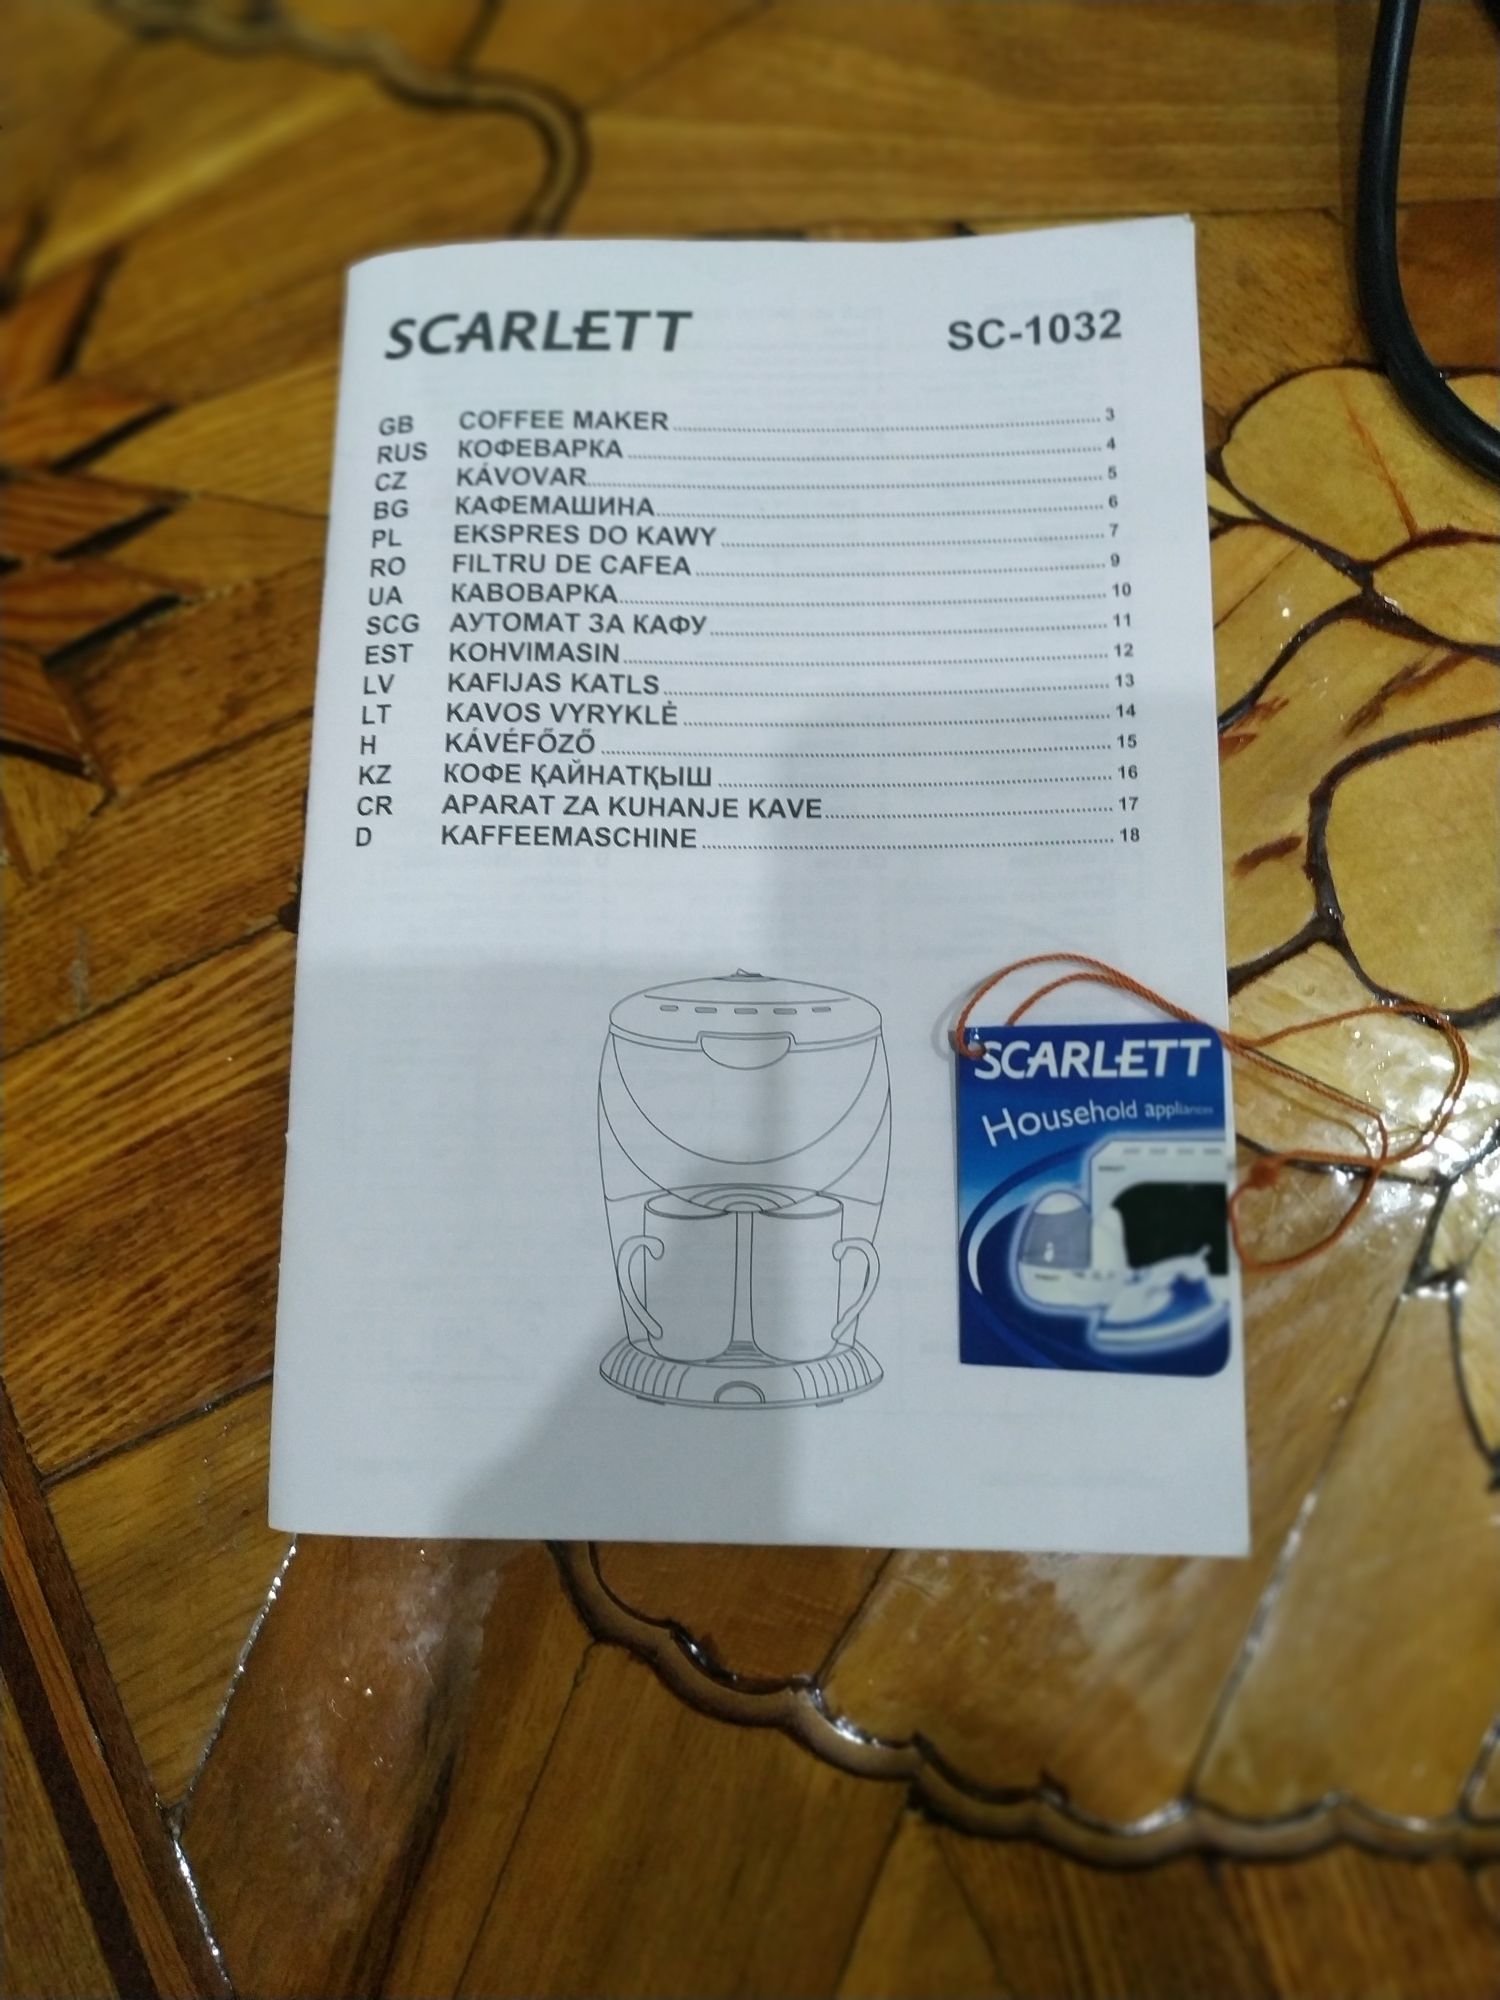 SCARLETT SC-1032
GB COFFEE MAKER 3
RUS КОФЕВАРКА 4
CZ KÁVOVAR 5
BG КАФЕМАШИНА 6
PL EKSPRES DO KAWY 7
RO FILTRU DE CAFEA 9
UA КАВОВАРКА 10
SCG АУТОМАТ ЗА КАФУ 11
EST KOHVIMASIN 12
LV KAFIJAS KATLS 13
LT KAVOS VYRYKLĖ 14
H KÁVÉFŐZŐ 15
KZ КОФЕ ҚАЙНАТҚЫШ 16
CR APARAT ZA KUHANJE KAVE 17
D KAFFEEMASCHINE 18
SCARLETT
Household appliances